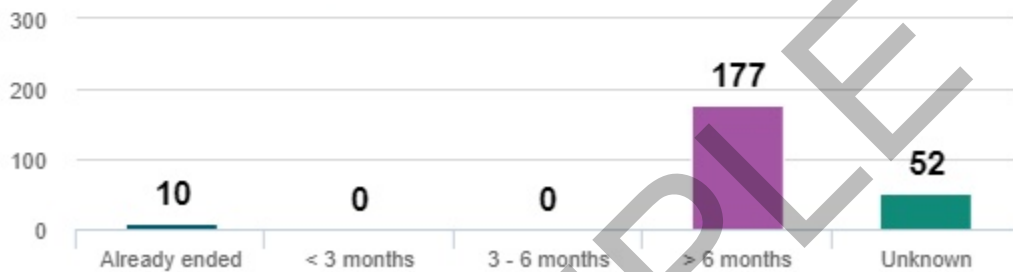 300
200
100
0
10
0
0
177
52
Already ended
< 3 months
3 - 6 months
> 6 months
Unknown
PLE